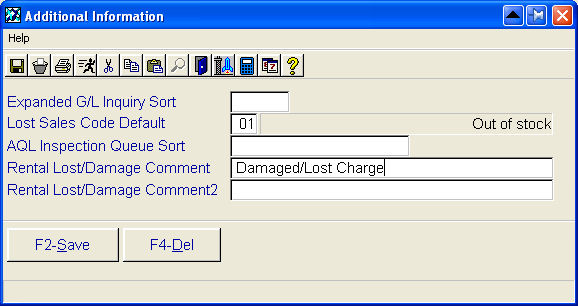 Additional Information
Help
Expanded G/L Inquiry Sort
Lost Sales Code Default 01 Out of stock
AQL Inspection Queue Sort
Rental Lost/Damage Comment Damaged/Lost Charge
Rental Lost/Damage Comment2
F2-Save F4-Del